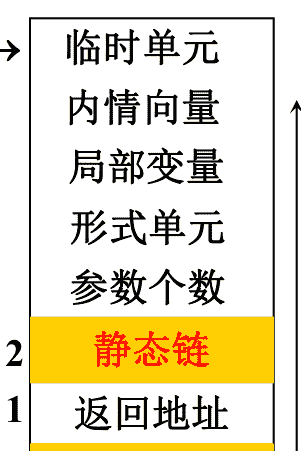 临时单元
内情向量
局部变量
形式单元
参数个数
2 静态链
1 返回地址